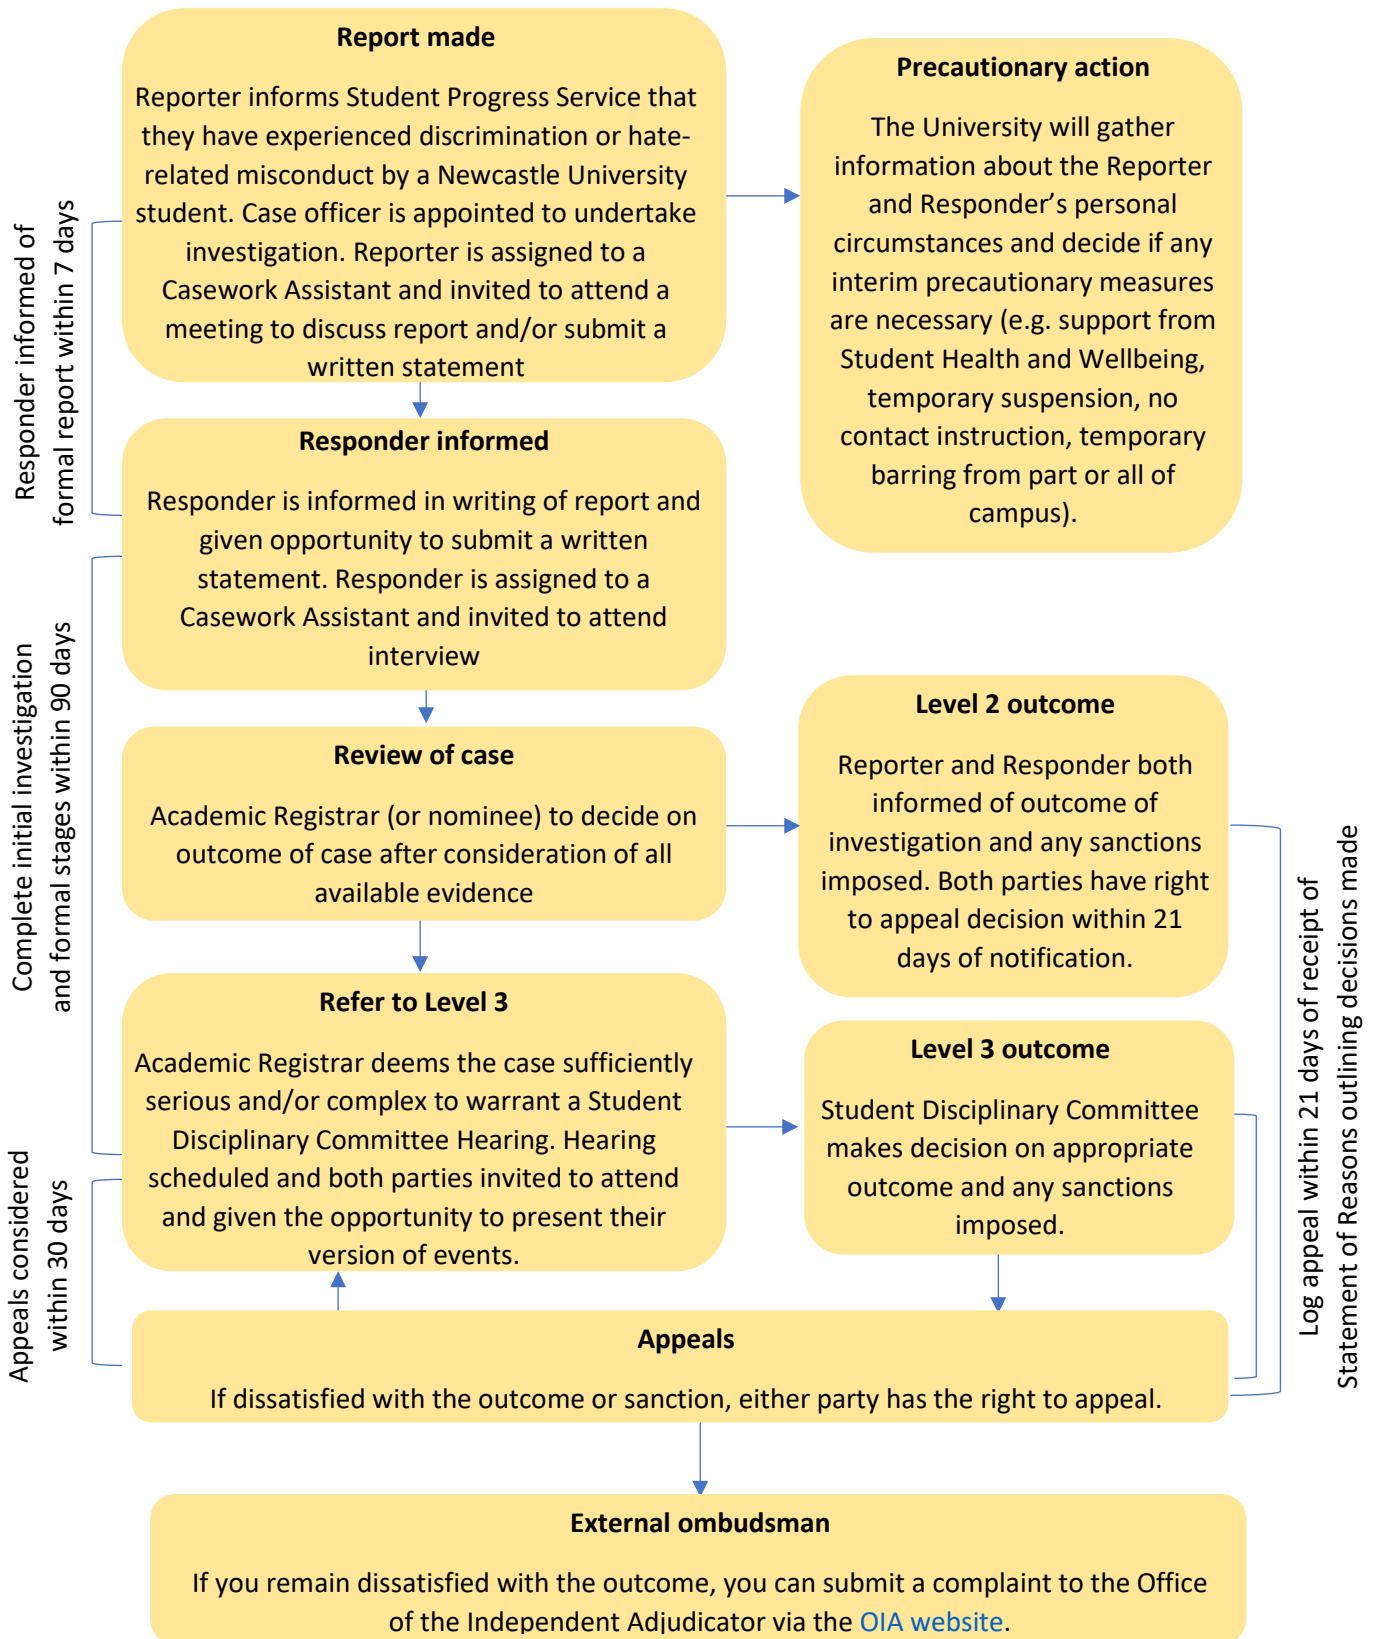 Report made
Reporter informs Student Progress Service that
they have experienced discrimination or hate-
related misconduct by a Newcastle University
student. Case officer is appointed to undertake
investigation. Reporter is assigned to a
Casework Assistant and invited to attend a
meeting to discuss report and/or submit a
written statement
Precautionary action
The University will gather
information about the Reporter
and Responder’s personal
circumstances and decide if any
interim precautionary measures
are necessary (e.g. support from
Student Health and Wellbeing,
temporary suspension, no
contact instruction, temporary
barring from part or all of
campus).
Responder informed of
formal report within 7 days
Responder informed
Responder is informed in writing of report and
given opportunity to submit a written
statement. Responder is assigned to a
Casework Assistant and invited to attend
interview
Complete initial investigation
and formal stages within 90 days
Review of case
Academic Registrar (or nominee) to decide on
outcome of case after consideration of all
available evidence
Level 2 outcome
Reporter and Responder both
informed of outcome of
investigation and any sanctions
imposed. Both parties have right
to appeal decision within 21
days of notification.
Refer to Level 3
Academic Registrar deems the case sufficiently
serious and/or complex to warrant a Student
Disciplinary Committee Hearing. Hearing
scheduled and both parties invited to attend
and given the opportunity to present their
version of events.
Level 3 outcome
Student Disciplinary Committee
makes decision on appropriate
outcome and any sanctions
imposed.
Log appeal within 21 days of receipt of
Statement of Reasons outlining decisions made
Appeals considered
within 30 days
Appeals
If dissatisfied with the outcome or sanction, either party has the right to appeal.
External ombudsman
If you remain dissatisfied with the outcome, you can submit a complaint to the Office
of the Independent Adjudicator via the OIA website.